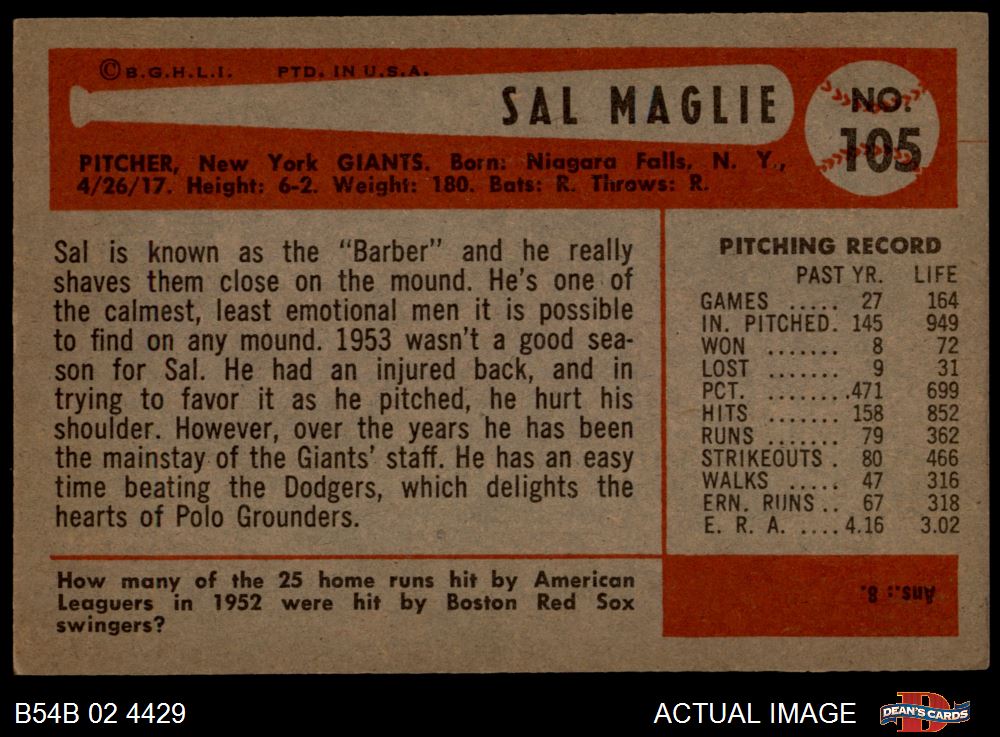 ©B.G.H.L.I. PTD. IN U.S.A.
SAL MAGLIE
NO.
105
PITCHER, New York GIANTS. Born: Niagara Falls, N. Y.,
4/26/17. Height: 6-2. Weight: 180. Bats: R. Throws: R.
Sal is known as the “Barber” and he really
shaves them close on the mound. He's one of
the calmest, least emotional men it is possible
to find on any mound. 1953 wasn't a good sea-
son for Sal. He had an injured back, and in
trying to favor it as he pitched, he hurt his
shoulder. However, over the years he has been
the mainstay of the Giants' staff. He has an easy
time beating the Dodgers, which delights the
hearts of Polo Grounders.
PITCHING RECORD
PAST YR. LIFE
GAMES ..... 27 164
IN. PITCHED. 145 949
WON ....... 8 72
LOST ....... 9 31
PCT. ........471 699
HITS ....... 158 852
RUNS ....... 79 362
STRIKEOUTS . 80 466
WALKS ..... 47 316
ERN. RUNS .. 67 318
E. R. A. ....4.16 3.02
How many of the 25 home runs hit by American
Leaguers in 1952 were hit by Boston Red Sox
swingers?
Ans.: 8.
B54B 02 4429
ACTUAL IMAGE
DEAN'S CARDS